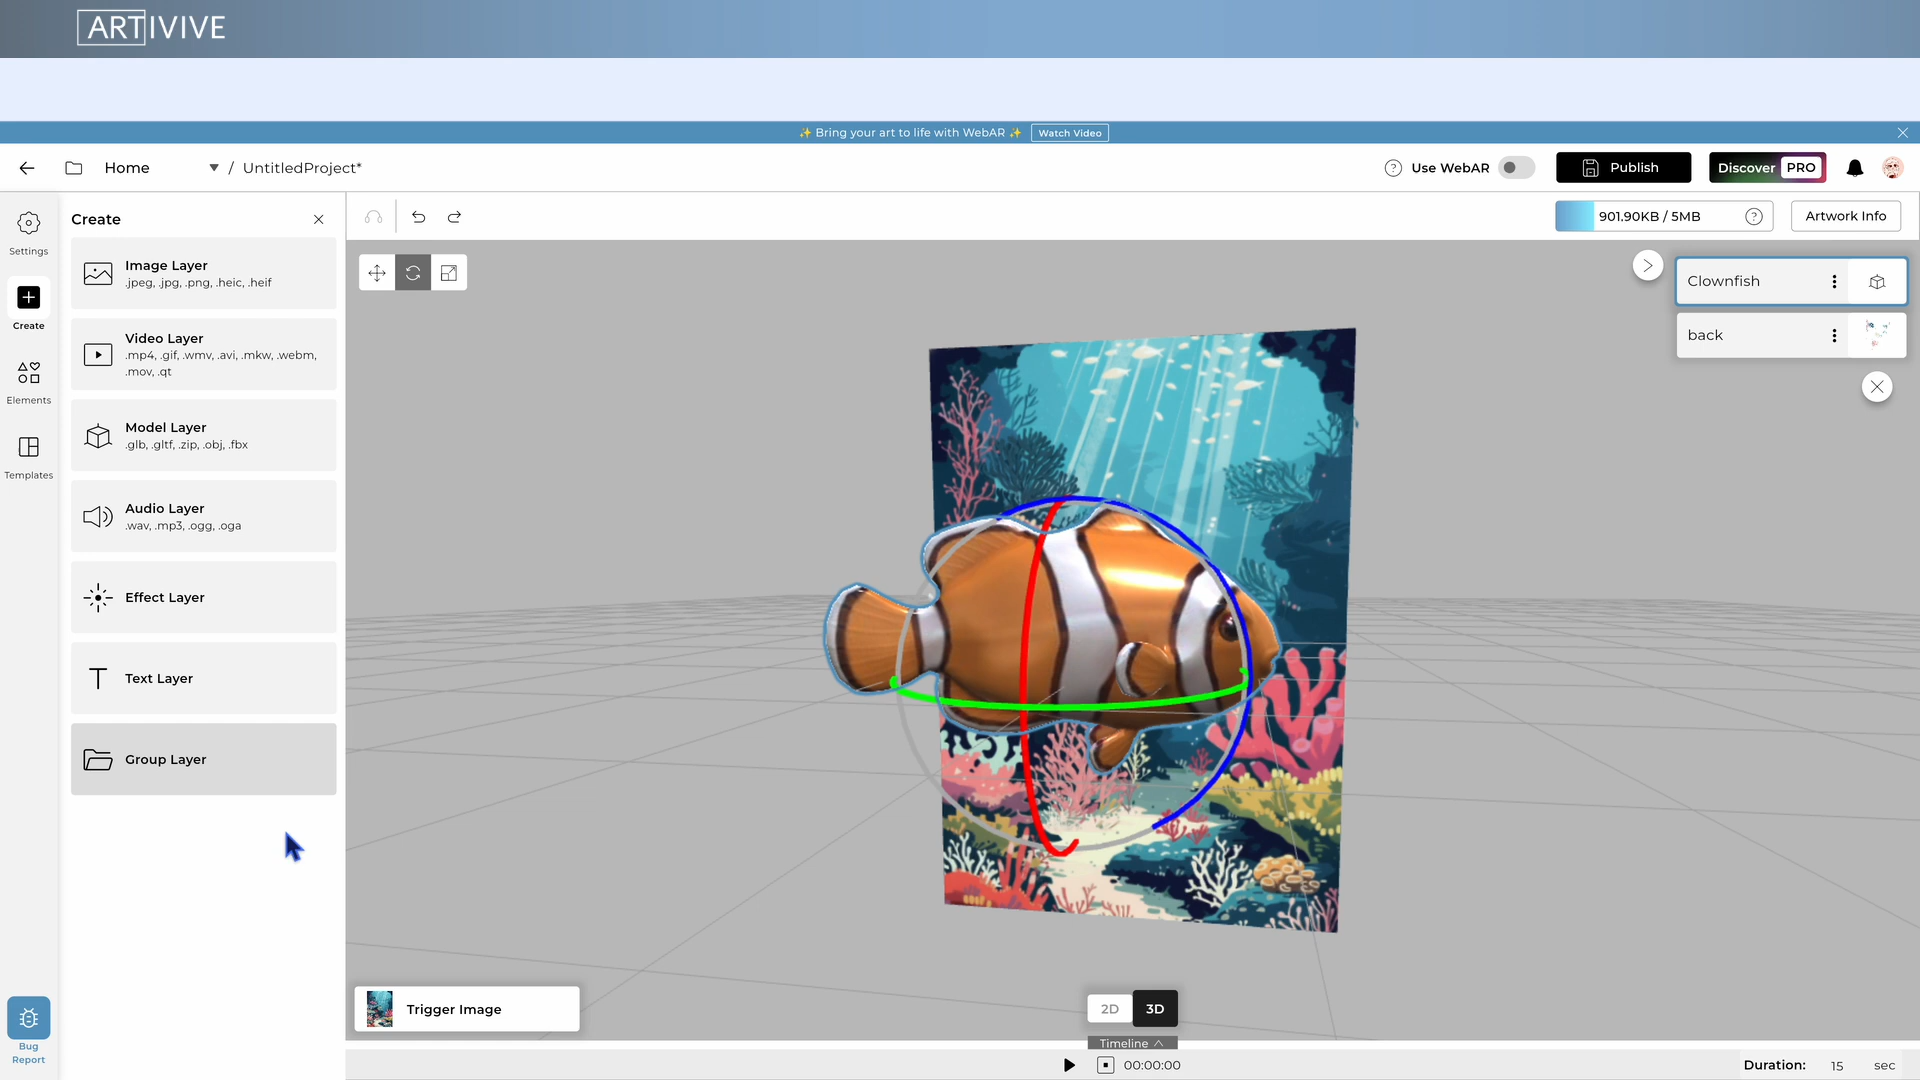 ARTIVIVE
✨ Bring your art to life with WebAR ✨ Watch Video
Home / UntitledProject*
Use WebAR
Publish
Discover PRO
Settings
Create
Elements
Templates
Bug
Report
Create
Image Layer
.jpeg, .jpg, .png, .heic, .heif
Video Layer
.mp4, .gif, .wmv, .avi, .mkw, .webm,
.mov, .qt
Model Layer
.glb, .gltf, .zip, .obj, .fbx
Audio Layer
.wav, .mp3, .ogg, .oga
Effect Layer
Text Layer
Group Layer
901.90KB / 5MB
Artwork Info
Clownfish
back
Trigger Image
2D 3D
Timeline
00:00:00
Duration: 15 sec